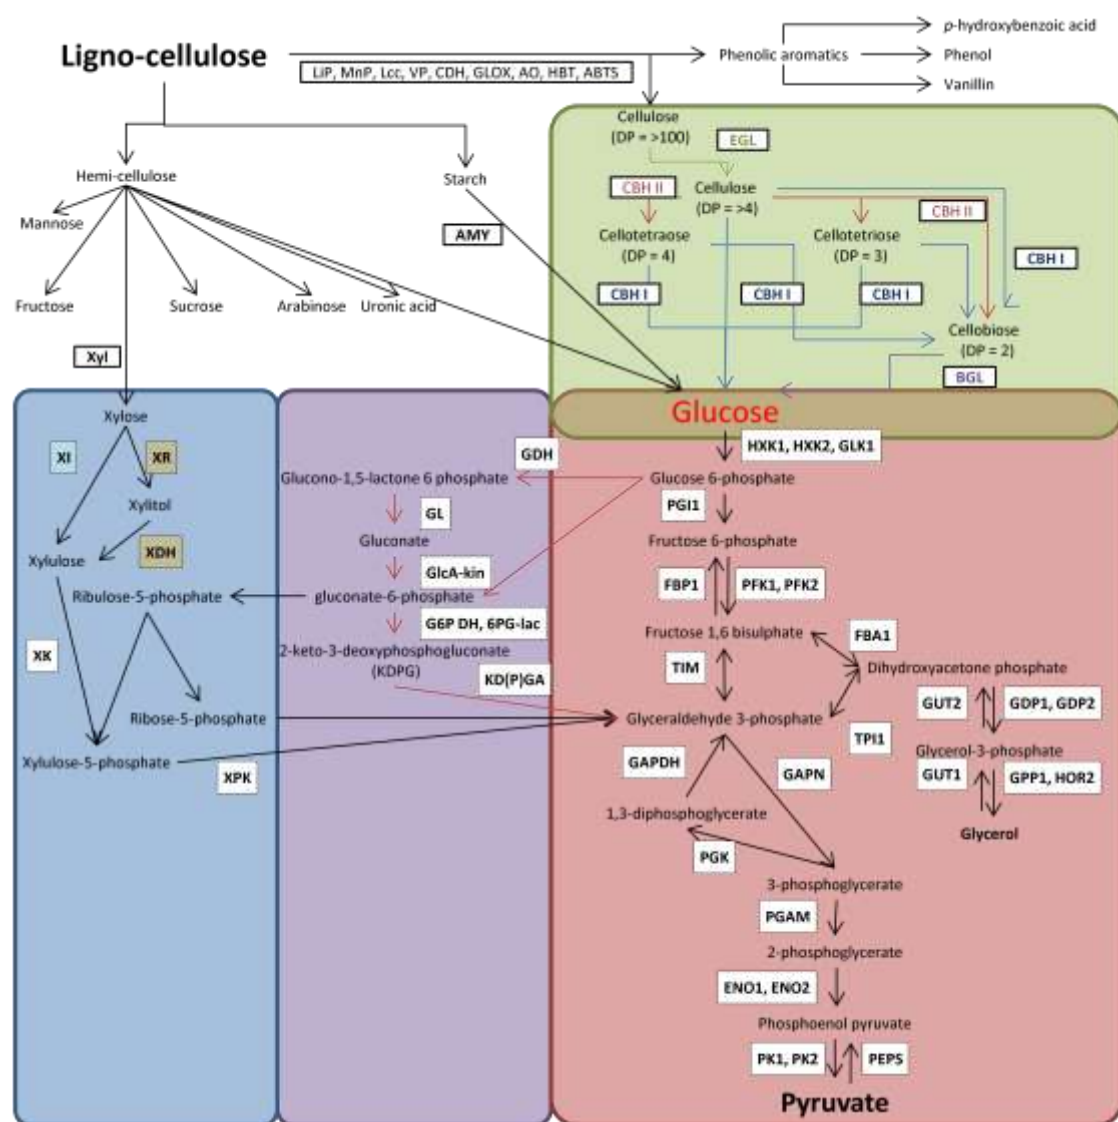 p-hydroxybenzoic acid
Ligno-cellulose
Phenolic aromatics
Phenol
LiP, MnP, Lcc, VP, CDH, GLOX, AO, HBT, ABTS
Vanillin
Cellulose
(DP = >100)
EGL
Hemi-cellulose
Starch
CBH II
Cellulose
(DP = >4)
CBH II
Mannose
AMY
Cellotetraose
(DP = 4)
Cellotetriose
(DP = 3)
CBH I
CBH I
CBH I
CBH I
Fructose
Sucrose
Arabinose
Uronic acid
Cellobiose
(DP = 2)
Xyl
BGL
Xylose
Glucose
HXK1, HXK2, GLK1
XI
XR
GDH
Glucono-1,5-lactone 6 phosphate
Glucose 6-phosphate
Xylitol
GL
PGI1
Gluconate
Fructose 6-phosphate
Xylulose
XDH
GlcA-kin
FBP1
PFK1, PFK2
Ribulose-5-phosphate
gluconate-6-phosphate
G6P DH, 6PG-lac
Fructose 1,6 bisulphate
FBA1
XK
2-keto-3-deoxyphosphogluconate
(KDPG)
KD(P)GA
TIM
Dihydroxyacetone phosphate
GUT2
GDP1, GDP2
Ribose-5-phosphate
Glyceraldehyde 3-phosphate
TPI1
Xylulose-5-phosphate
XPK
GAPDH
GAPN
Glycerol-3-phosphate
GUT1
GPP1, HOR2
1,3-diphosphoglycerate
Glycerol
PGK
3-phosphoglycerate
PGAM
2-phosphoglycerate
ENO1, ENO2
Phosphoenol pyruvate
PK1, PK2
PEPS
Pyruvate